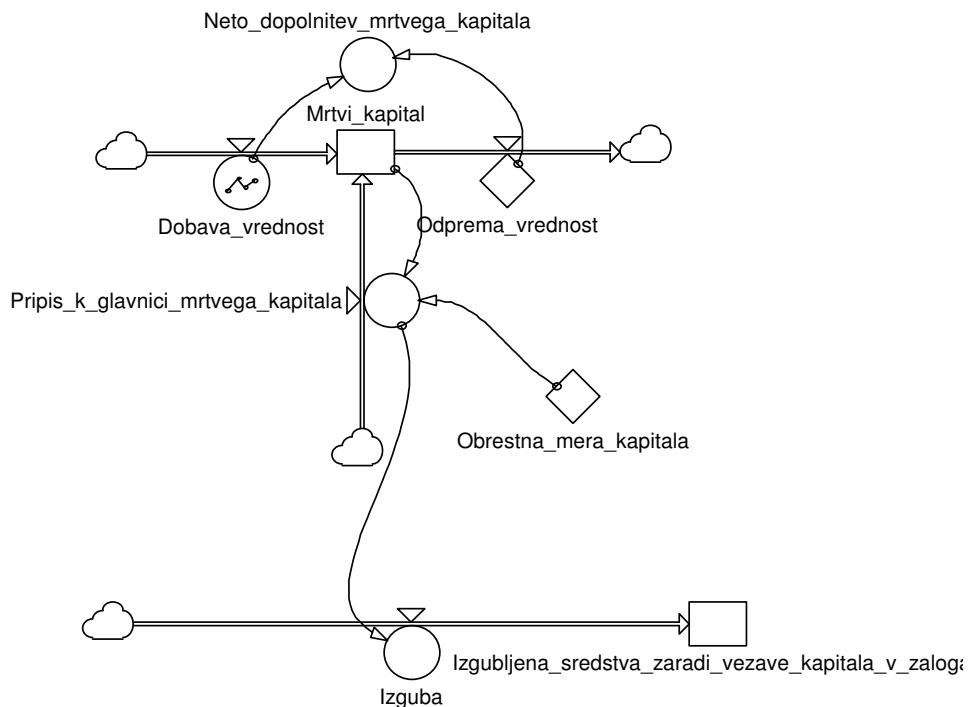 Neto_dopolnitev_mrtvega_kapitala
Mrtvi_kapital
Dobava_vrednost
Odprema_vrednost
Pripis_k_glavnici_mrtvega_kapitala
Obrestna_mera_kapitala
Izgubljena_sredstva_zaradi_vezave_kapitala_v_zaloga
Izguba